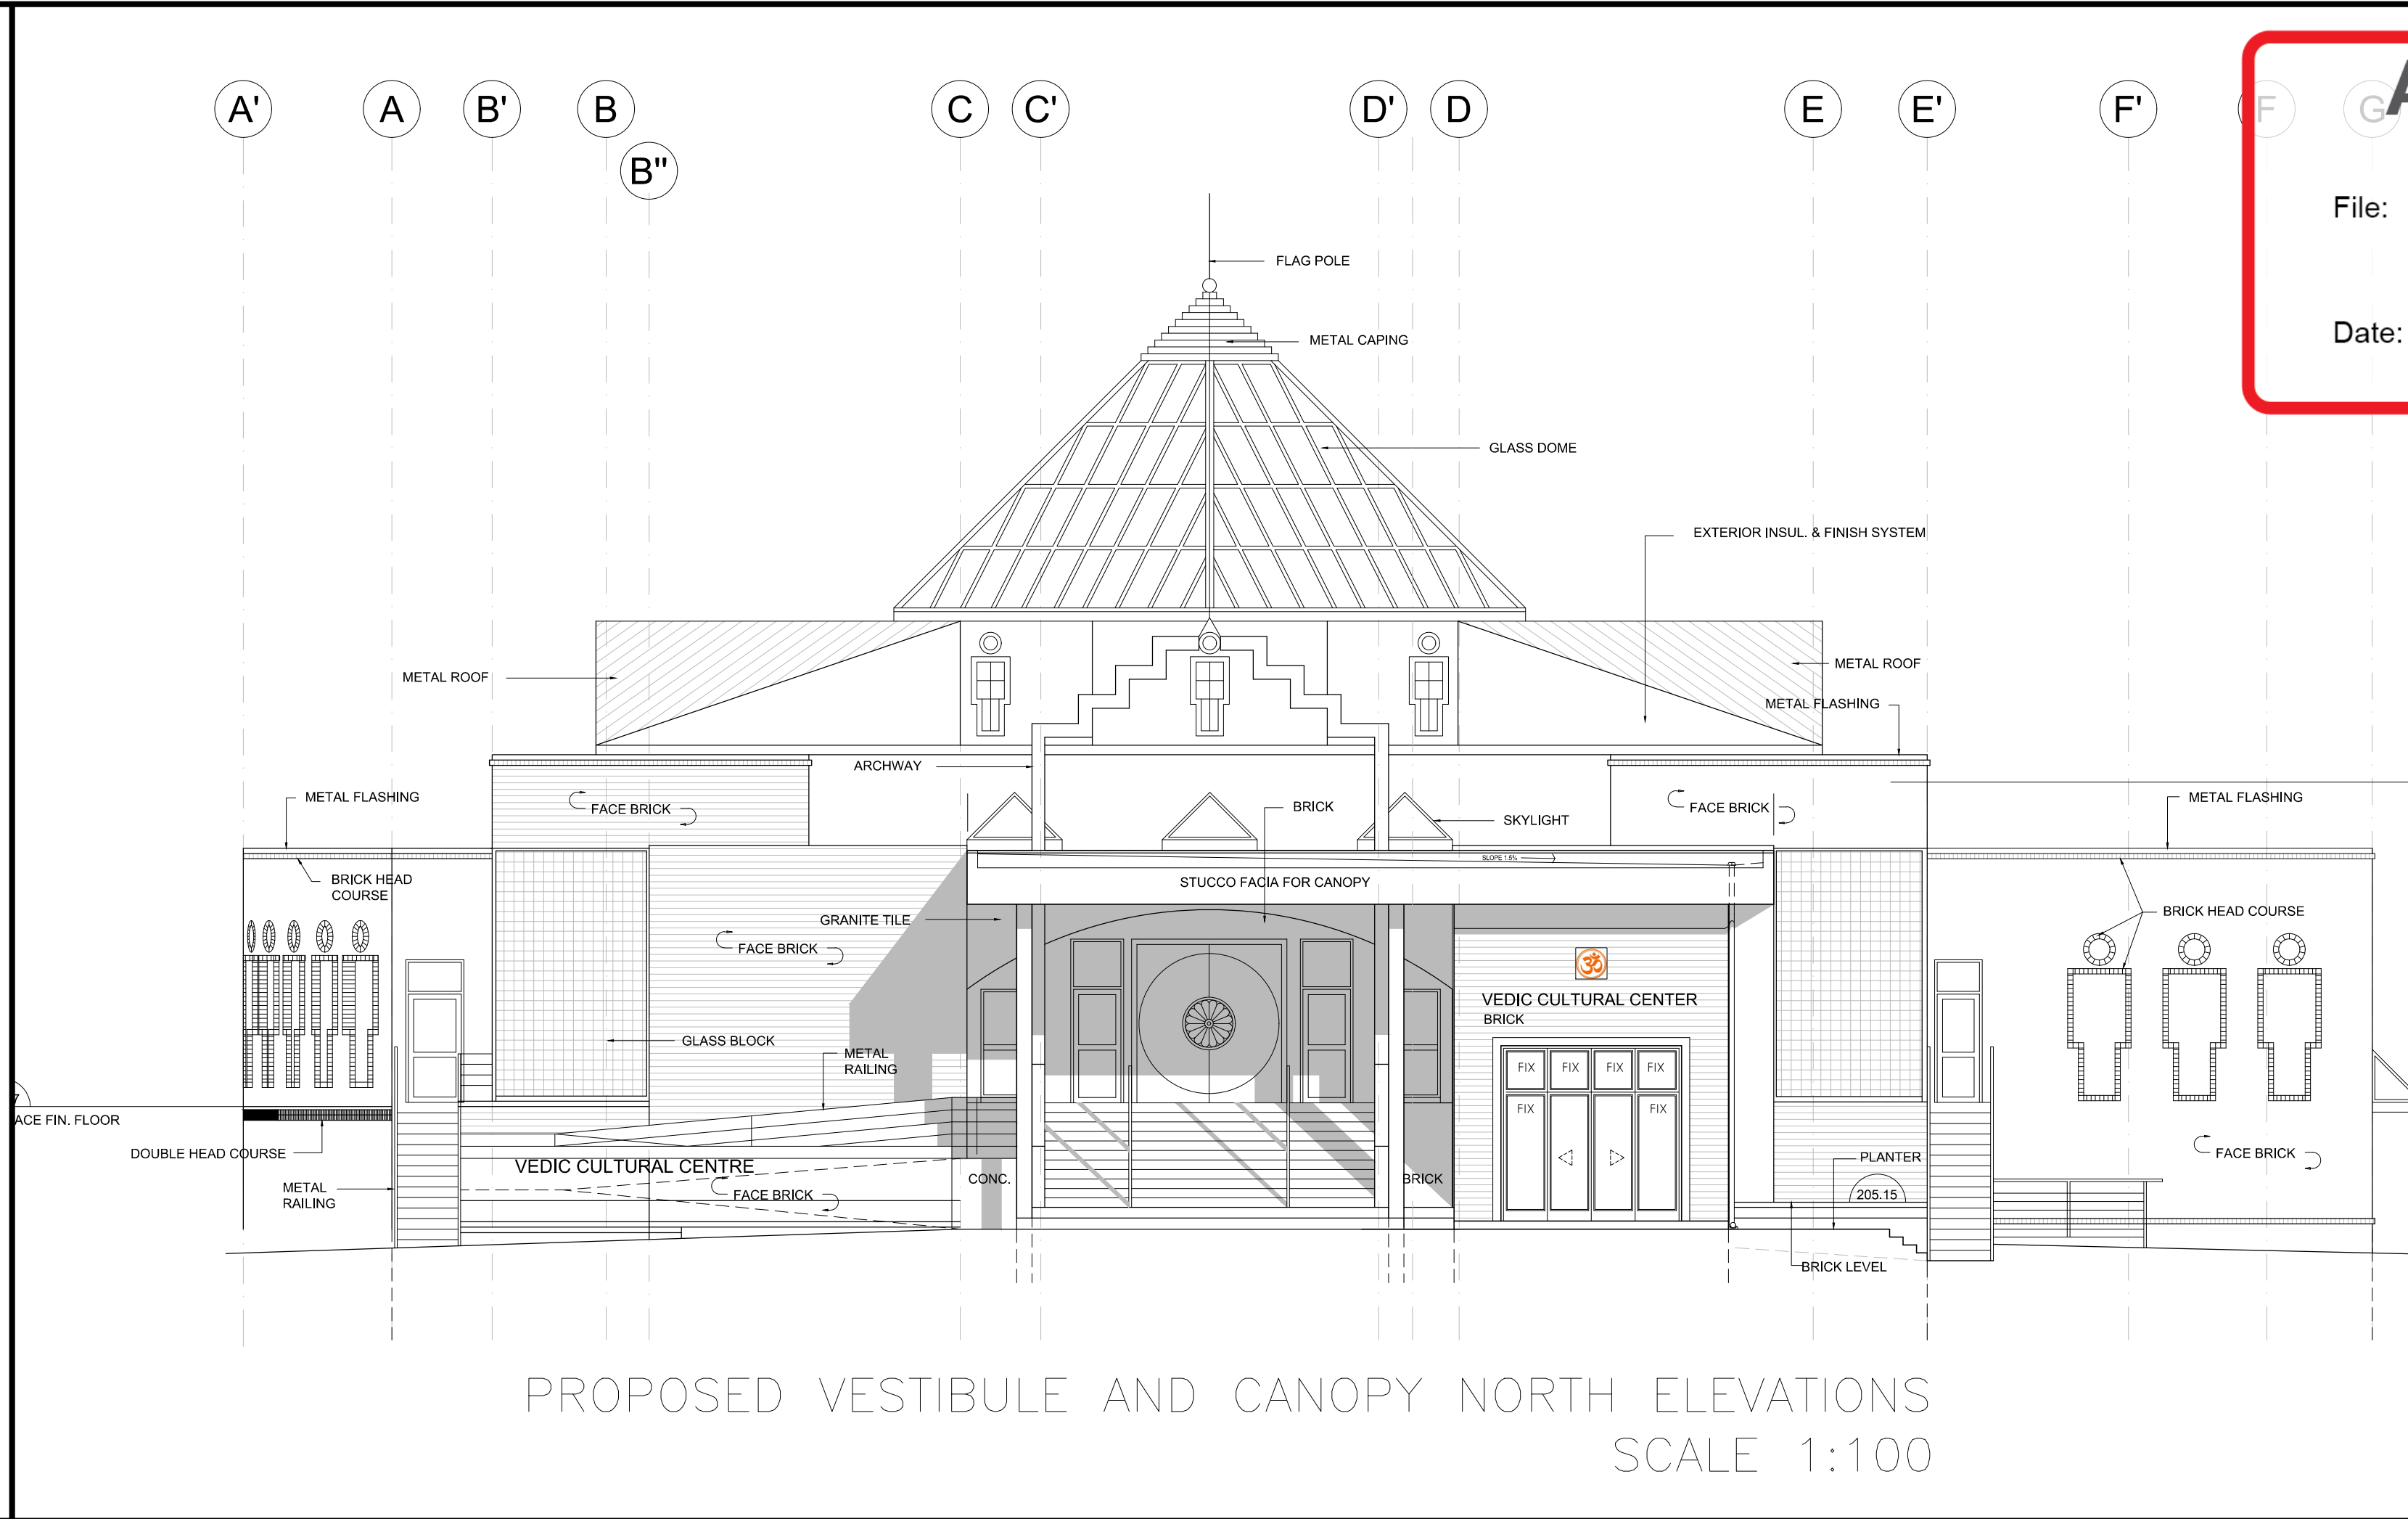 A'
A
B'
B
B"
C
C'
D'
D
E
E'
F'
F
G
File:
Date:
FLAG POLE
METAL CAPING
GLASS DOME
EXTERIOR INSUL. & FINISH SYSTEM
METAL ROOF
METAL ROOF
METAL FLASHING
ARCHWAY
METAL FLASHING
FACE BRICK
BRICK
SKYLIGHT
FACE BRICK
METAL FLASHING
SLOPE 1.5%
BRICK HEAD
COURSE
STUCCO FACIA FOR CANOPY
GRANITE TILE
BRICK HEAD COURSE
FACE BRICK
ॐ
VEDIC CULTURAL CENTER
BRICK
GLASS BLOCK
METAL
RAILING
FIX
FIX
FIX
FIX
FIX
FIX
ACE FIN. FLOOR
DOUBLE HEAD COURSE
VEDIC CULTURAL CENTRE
PLANTER
FACE BRICK
METAL
RAILING
FACE BRICK
CONC.
BRICK
205.15
BRICK LEVEL
PROPOSED VESTIBULE AND CANOPY NORTH ELEVATIONS
SCALE 1:100